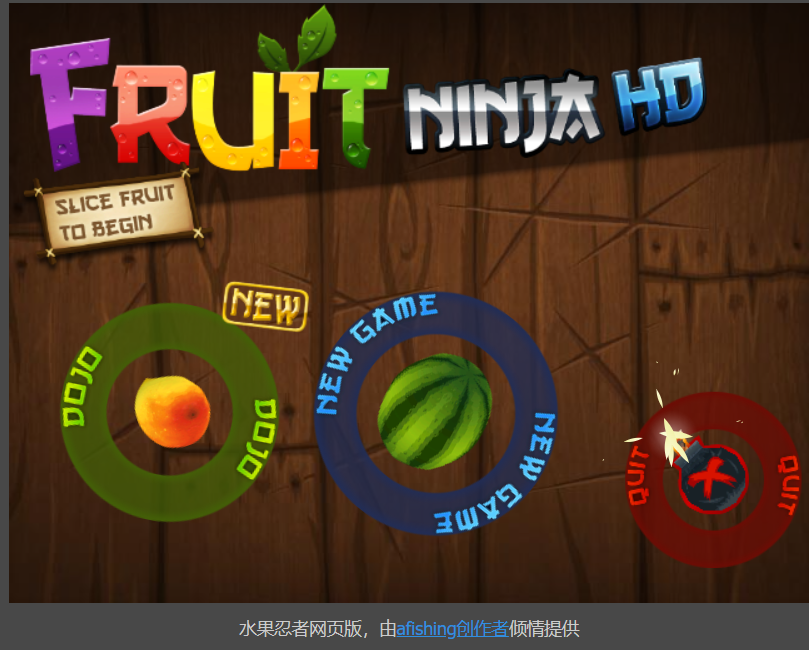 FRUIT NINJA HD
SLICE FRUIT
TO BEGIN
NEW
DOJO
DOJO
NEW GAME
NEW GAME
QUIT
QUIT
水果忍者网页版，由afishing创作者倾情提供